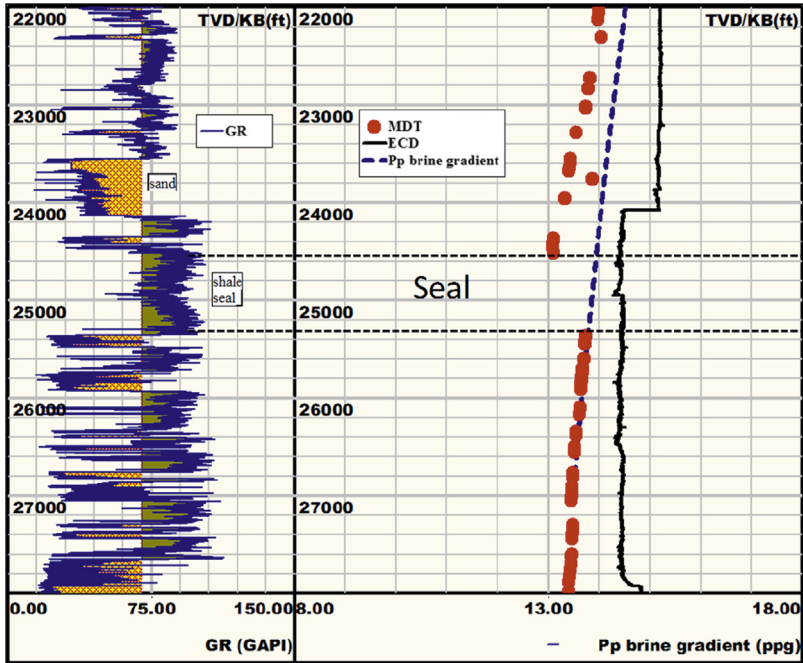 22000 TVD/KB(ft) 22000 TVD/KB(ft)
23000 23000
GR
MDT
ECD
Pp brine gradient
sand
24000 24000
shale
seal
Seal
25000 25000
26000 26000
27000 27000
0.00 75.00 150.00 8.00 13.00 18.00
GR (GAPI) Pp brine gradient (ppg)